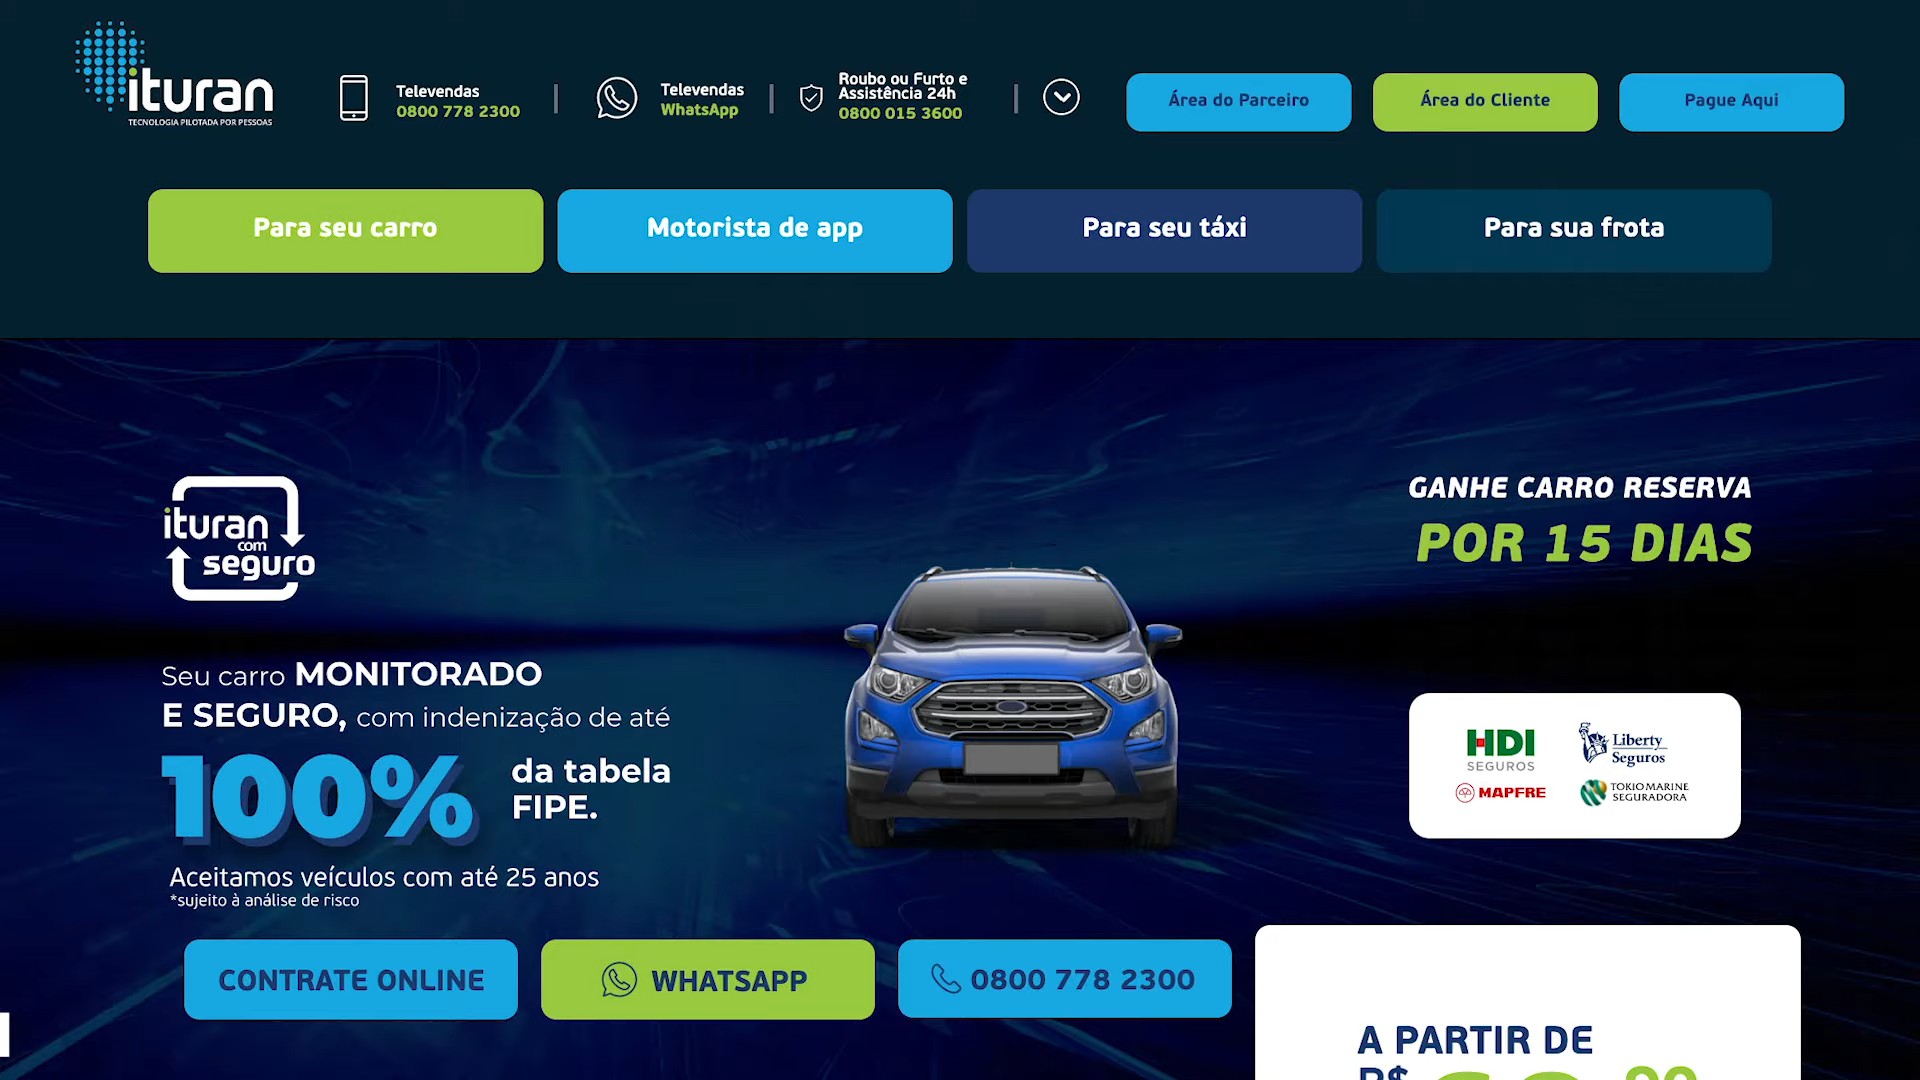 ituran
TECNOLOGIA PILOTADA POR PESSOAS
Televendas
0800 778 2300
Televendas
WhatsApp
Roubo ou Furto e
Assistência 24h
0800 015 3600
Área do Parceiro
Área do Cliente
Pague Aqui
Para seu carro
Motorista de app
Para seu táxi
Para sua frota
ituran
com
seguro
Seu carro MONITORADO
E SEGURO, com indenização de até
100% da tabela
FIPE.
Aceitamos veículos com até 25 anos
*sujeito à análise de risco
GANHE CARRO RESERVA
POR 15 DIAS
HDI
SEGUROS
Liberty
Seguros
MAPFRE
TOKIO MARINE
SEGURADORA
CONTRATE ONLINE
WHATSAPP
0800 778 2300
A PARTIR DE
R$